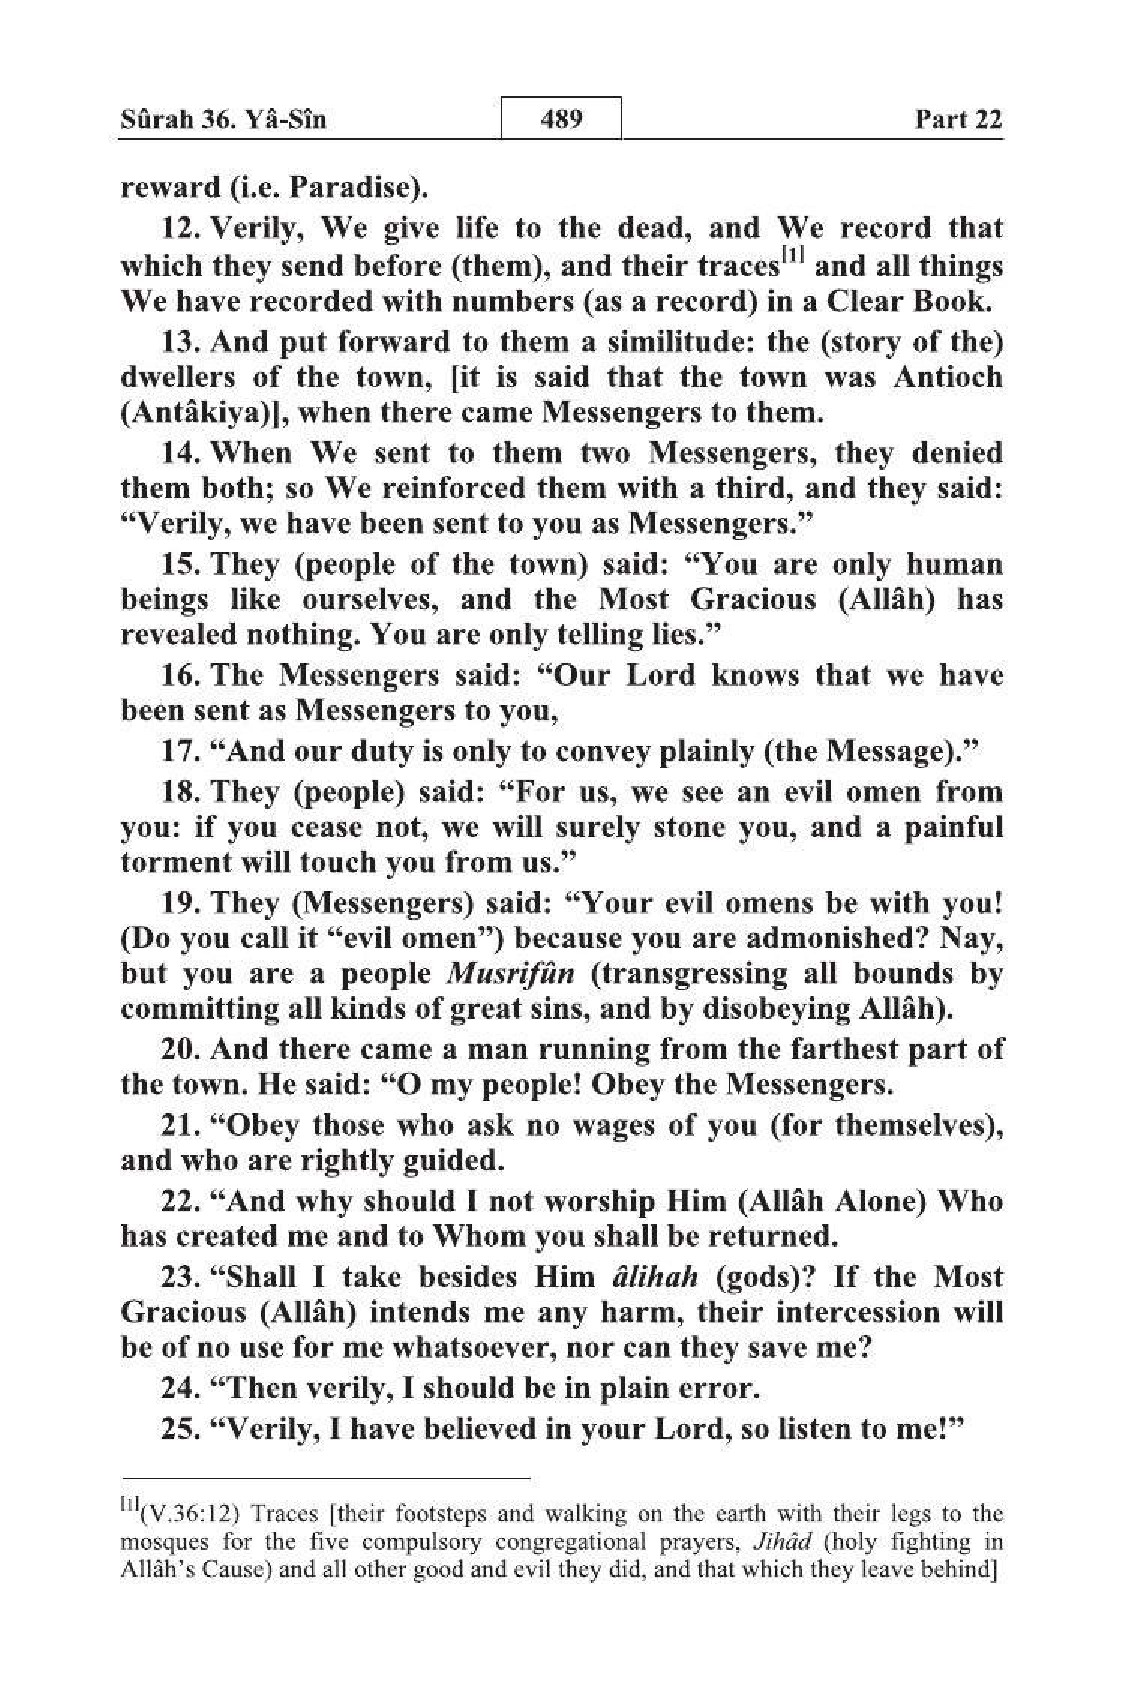 Sûrah 36. Yâ-Sîn 489 Part 22
reward (i.e. Paradise).
12. Verily, We give life to the dead, and We record that
which they send before (them), and their traces[1] and all things
We have recorded with numbers (as a record) in a Clear Book.
13. And put forward to them a similitude: the (story of the)
dwellers of the town, [it is said that the town was Antioch
(Antâkiya)], when there came Messengers to them.
14. When We sent to them two Messengers, they denied
them both; so We reinforced them with a third, and they said:
“Verily, we have been sent to you as Messengers.”
15. They (people of the town) said: “You are only human
beings like ourselves, and the Most Gracious (Allâh) has
revealed nothing. You are only telling lies.”
16. The Messengers said: “Our Lord knows that we have
been sent as Messengers to you,
17. “And our duty is only to convey plainly (the Message).”
18. They (people) said: “For us, we see an evil omen from
you: if you cease not, we will surely stone you, and a painful
torment will touch you from us.”
19. They (Messengers) said: “Your evil omens be with you!
(Do you call it “evil omen”) because you are admonished? Nay,
but you are a people Musrifûn (transgressing all bounds by
committing all kinds of great sins, and by disobeying Allâh).
20. And there came a man running from the farthest part of
the town. He said: “O my people! Obey the Messengers.
21. “Obey those who ask no wages of you (for themselves),
and who are rightly guided.
22. “And why should I not worship Him (Allâh Alone) Who
has created me and to Whom you shall be returned.
23. “Shall I take besides Him âlihah (gods)? If the Most
Gracious (Allâh) intends me any harm, their intercession will
be of no use for me whatsoever, nor can they save me?
24. “Then verily, I should be in plain error.
25. “Verily, I have believed in your Lord, so listen to me!”
[1](V.36:12) Traces [their footsteps and walking on the earth with their legs to the
mosques for the five compulsory congregational prayers, Jihâd (holy fighting in
Allâh’s Cause) and all other good and evil they did, and that which they leave behind]